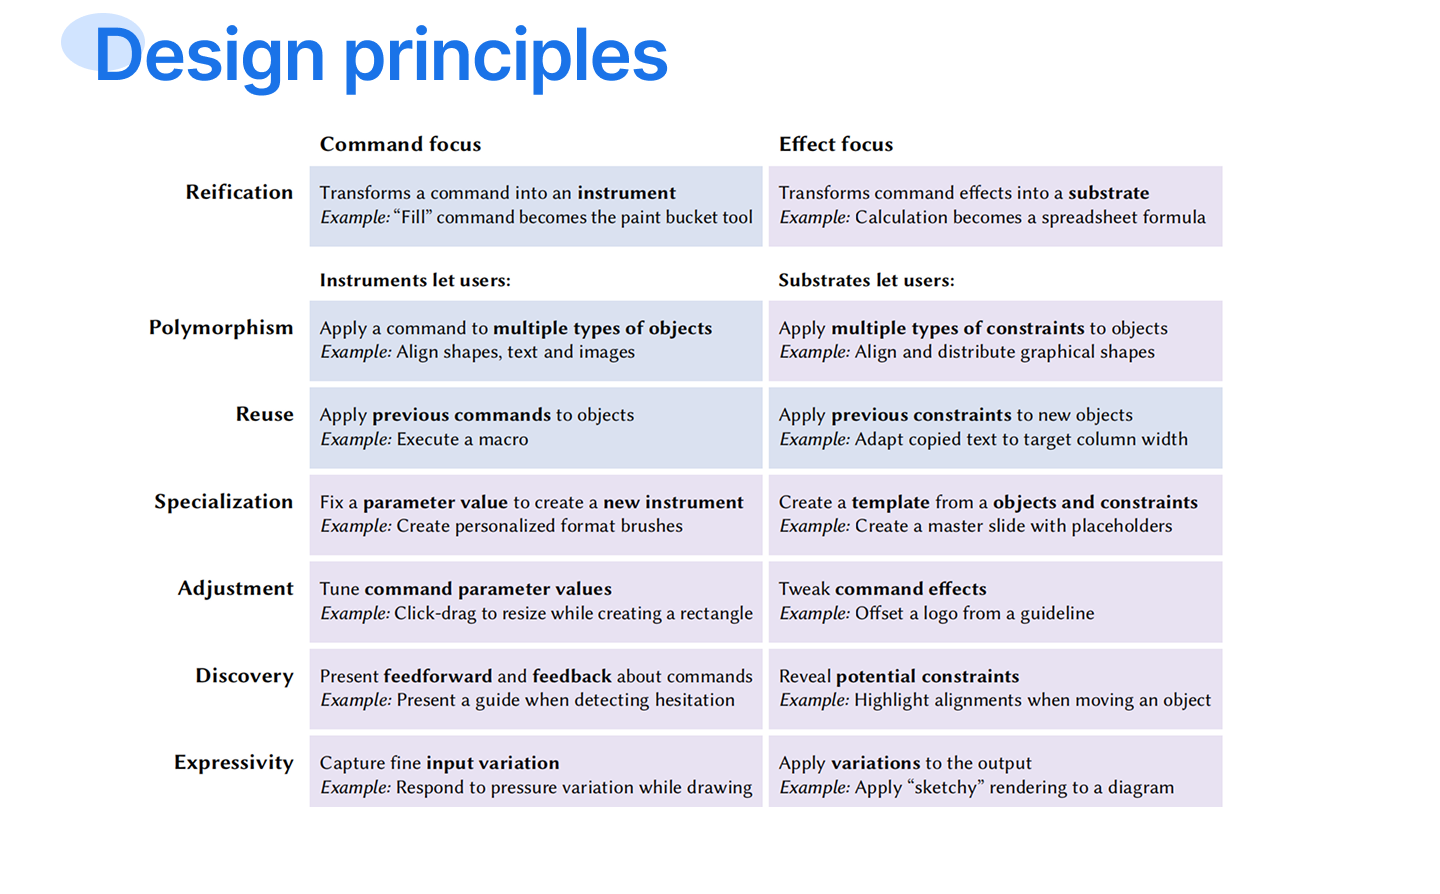 Design principles
Command focus
Effect focus
Reification
Transforms a command into an instrument
Example: “Fill” command becomes the paint bucket tool
Transforms command effects into a substrate
Example: Calculation becomes a spreadsheet formula
Instruments let users:
Substrates let users:
Polymorphism
Apply a command to multiple types of objects
Example: Align shapes, text and images
Apply multiple types of constraints to objects
Example: Align and distribute graphical shapes
Reuse
Apply previous commands to objects
Example: Execute a macro
Apply previous constraints to new objects
Example: Adapt copied text to target column width
Specialization
Fix a parameter value to create a new instrument
Example: Create personalized format brushes
Create a template from a objects and constraints
Example: Create a master slide with placeholders
Adjustment
Tune command parameter values
Example: Click-drag to resize while creating a rectangle
Tweak command effects
Example: Offset a logo from a guideline
Discovery
Present feedforward and feedback about commands
Example: Present a guide when detecting hesitation
Reveal potential constraints
Example: Highlight alignments when moving an object
Expressivity
Capture fine input variation
Example: Respond to pressure variation while drawing
Apply variations to the output
Example: Apply “sketchy” rendering to a diagram